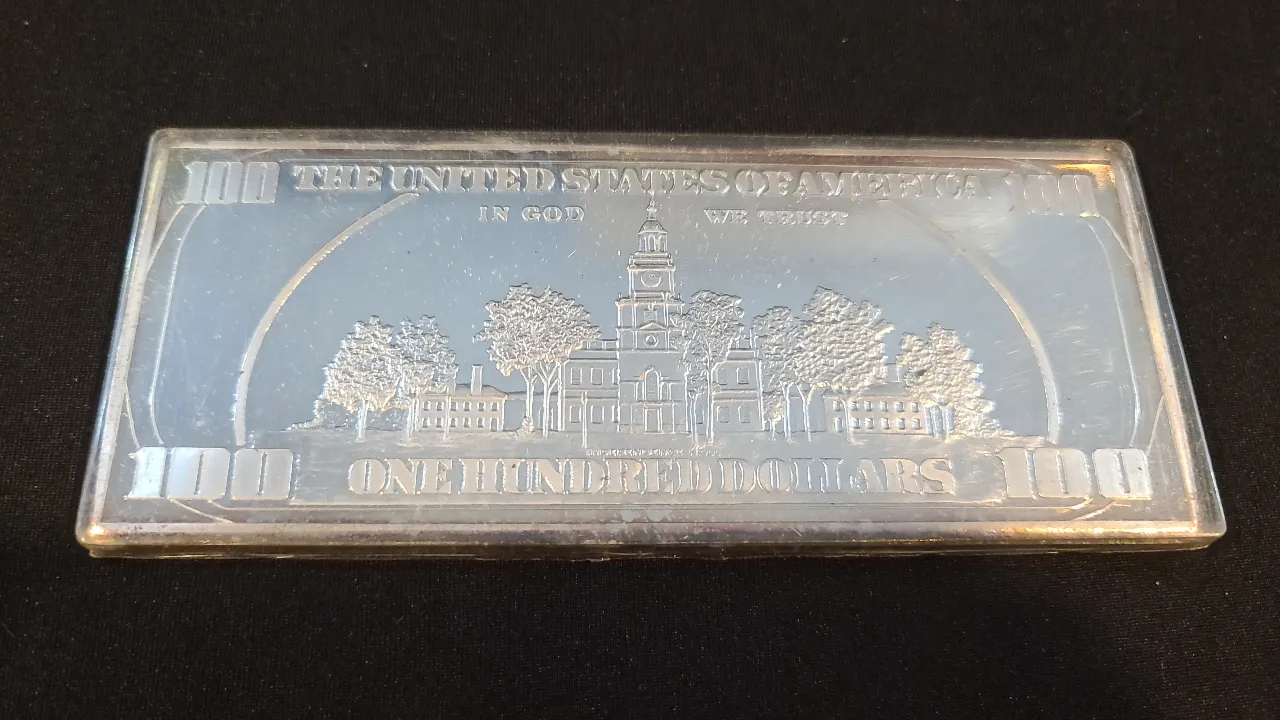 100 THE UNITED STATES OF AMERICA 100
IN GOD WE TRUST
100 ONE HUNDRED DOLLARS 100